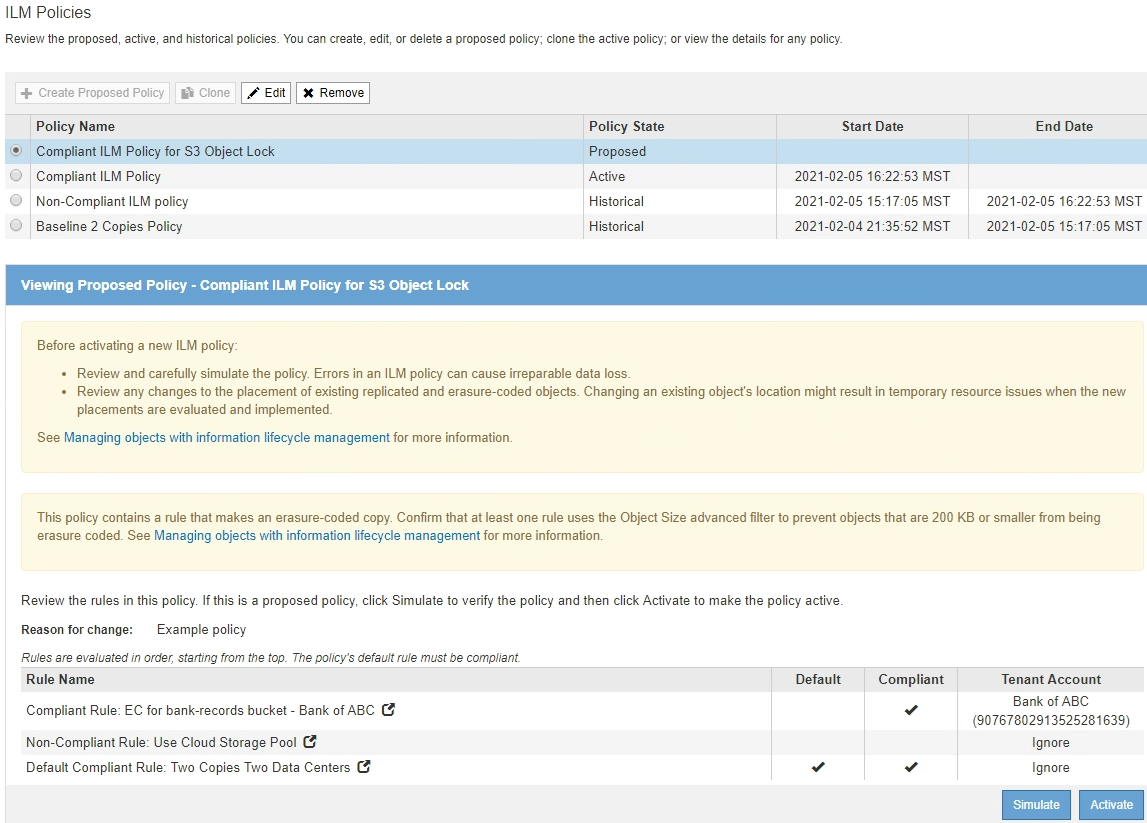 ILM Policies
Review the proposed, active, and historical policies. You can create, edit, or delete a proposed policy; clone the active policy; or view the details for any policy.
Create Proposed Policy Clone Edit Remove
Policy Name Policy State Start Date End Date
Compliant ILM Policy for S3 Object Lock Proposed
Compliant ILM Policy Active 2021-02-05 16:22:53 MST
Non-Compliant ILM policy Historical 2021-02-05 15:17:05 MST 2021-02-05 16:22:53 MST
Baseline 2 Copies Policy Historical 2021-02-04 21:35:52 MST 2021-02-05 15:17:05 MST
Viewing Proposed Policy - Compliant ILM Policy for S3 Object Lock
Before activating a new ILM policy:
• Review and carefully simulate the policy. Errors in an ILM policy can cause irreparable data loss.
• Review any changes to the placement of existing replicated and erasure-coded objects. Changing an existing object's location might result in temporary resource issues when the new
placements are evaluated and implemented.
See Managing objects with information lifecycle management for more information.
This policy contains a rule that makes an erasure-coded copy. Confirm that at least one rule uses the Object Size advanced filter to prevent objects that are 200 KB or smaller from being
erasure coded. See Managing objects with information lifecycle management for more information.
Review the rules in this policy. If this is a proposed policy, click Simulate to verify the policy and then click Activate to make the policy active.
Reason for change: Example policy
Rules are evaluated in order, starting from the top. The policy's default rule must be compliant.
Rule Name Default Compliant Tenant Account
Compliant Rule: EC for bank-records bucket - Bank of ABC ✔ Bank of ABC
(90767802913525281639)
Non-Compliant Rule: Use Cloud Storage Pool Ignore
Default Compliant Rule: Two Copies Two Data Centers ✔ ✔ Ignore
Simulate Activate